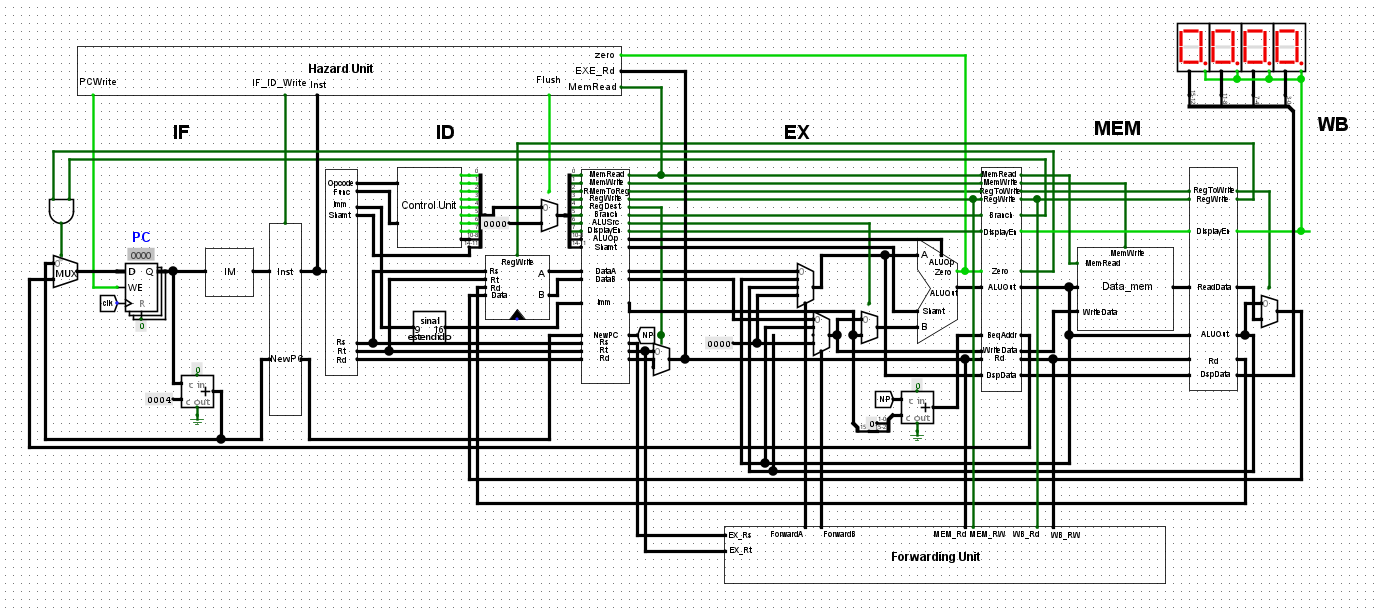 Zero
EXE_Rd
Hazard Unit
Flush
PCWrite
IF_ID_Write
Inst
MemRead
IF
ID
EX
MEM
WB
Opcode
Func
Imm
Shamt
Control Unit
0000
MemRead
MemWrite
RMemToReg
RegWrite
RegDest
Branch
ALUSrc
DisplayEn
ALUOp
Shamt
MemRead
MemWrite
RegToWrite
RegWrite
Branch
DisplayEn
RegToWrite
RegWrite
DisplayEn
PC
0000
MUX
D Q
WE
R
clk
0
IM
Inst
NewPC
RegWrite
Rs
Rt
Rd
Data
A
B
DataA
DataB
Imm
NewPC
Rs
Rt
Rd
NP
sinal
9 16
estendido
Rs
Rt
Rd
0000
A
ALUOp
Zero
ALUOut
Shamt
B
Zero
ALUOut
BeqAddr
WriteData
Rd
DspData
MemWrite
MemRead
Data_mem
WriteData
ReadData
ALUOut
Rd
DspData
0
c in
+
c out
0004
0
NP
c in
+
c out
0
EX_Rs
EX_Rt
ForwardA
ForwardB
MEM_Rd
MEM_RW
WB_Rd
WB_RW
Forwarding Unit